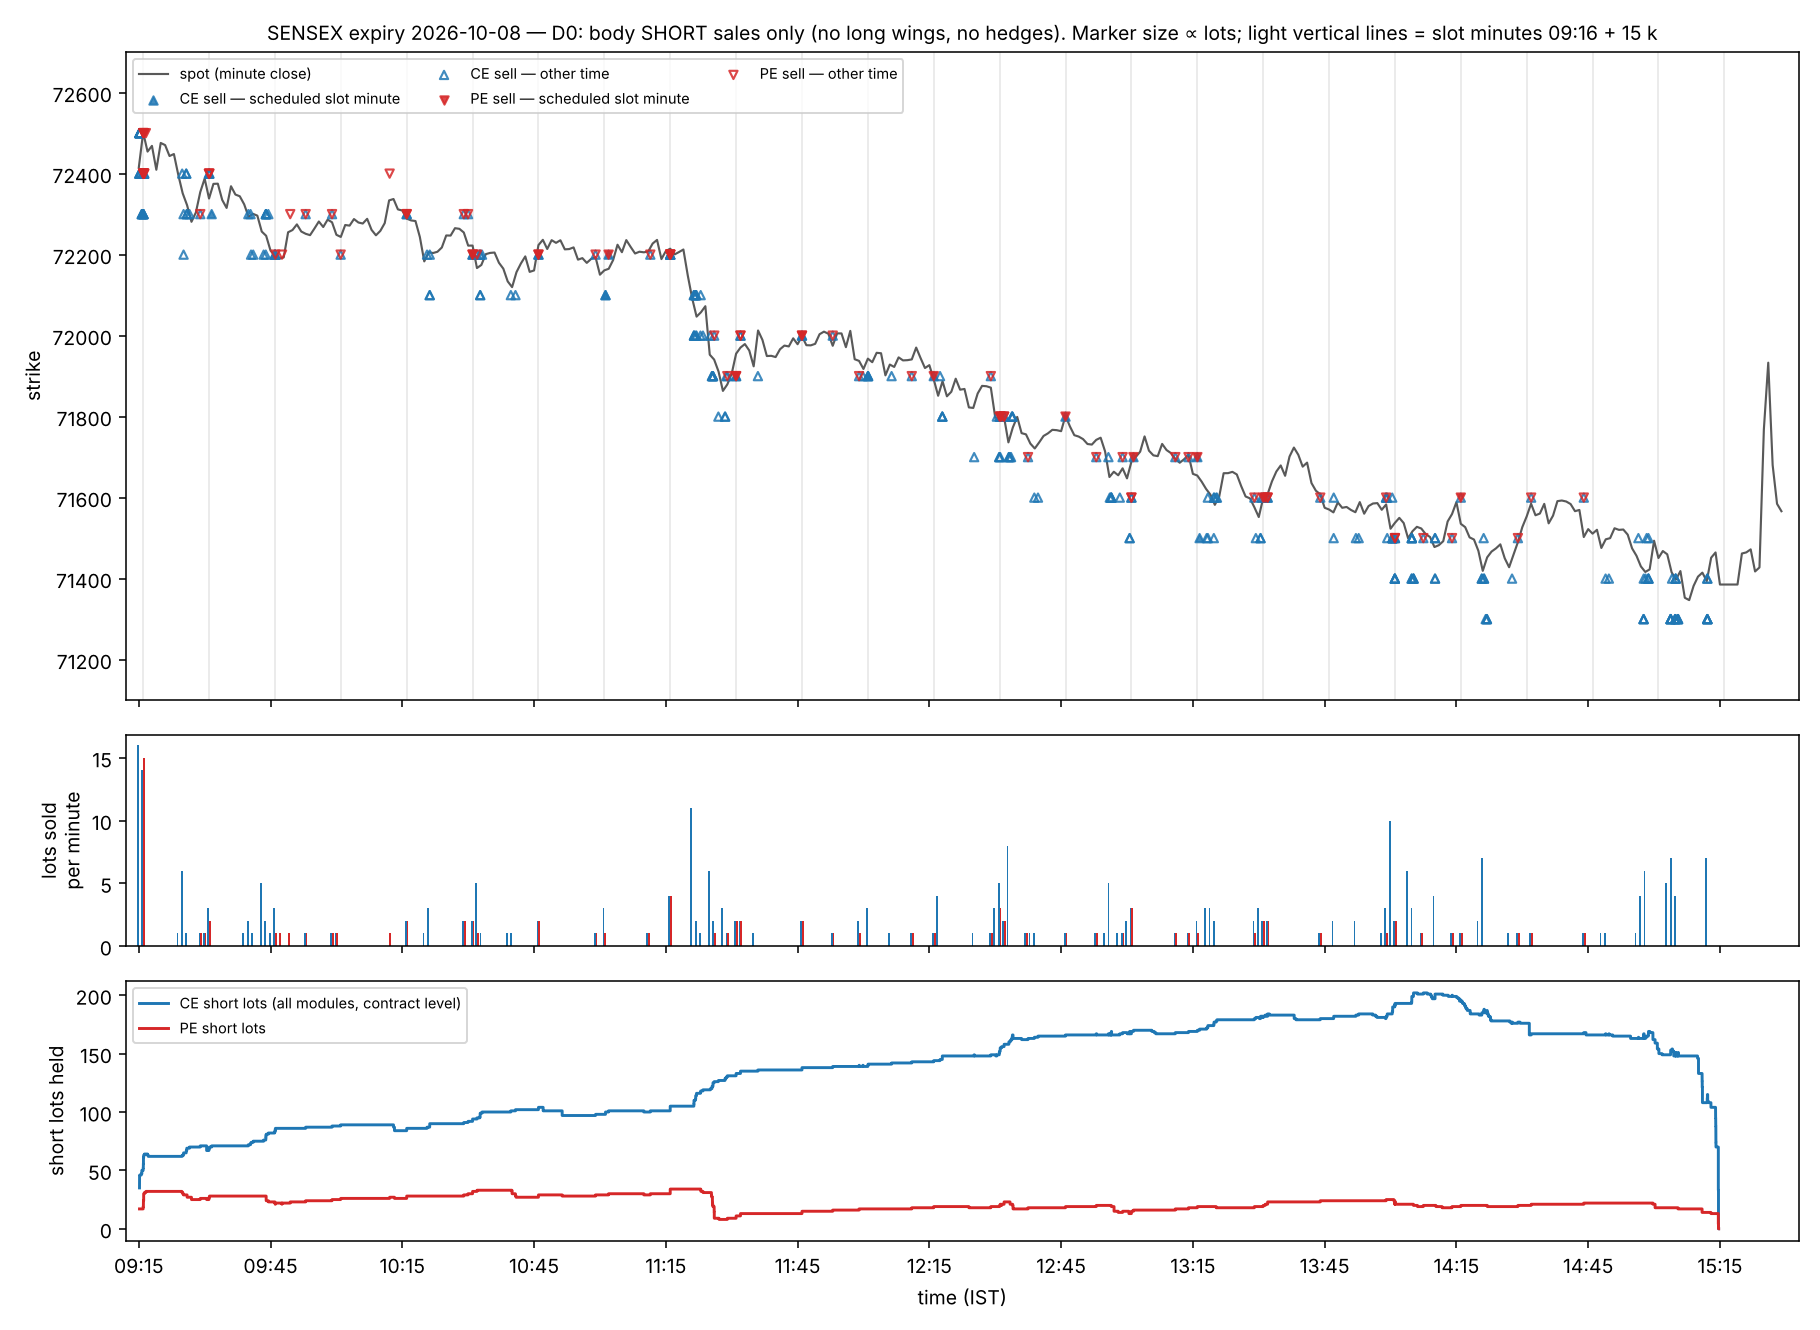 SENSEX expiry 2026-10-08 — D0: body SHORT sales only (no long wings, no hedges). Marker size ∝ lots; light vertical lines = slot minutes 09:16 + 15 k
spot (minute close)
CE sell — scheduled slot minute
CE sell — other time
PE sell — scheduled slot minute
PE sell — other time
strike
72600
72400
72200
72000
71800
71600
71400
71200
lots sold
per minute
15
10
5
0
CE short lots (all modules, contract level)
PE short lots
short lots held
200
150
100
50
0
09:15
09:45
10:15
10:45
11:15
11:45
12:15
12:45
13:15
13:45
14:15
14:45
15:15
time (IST)